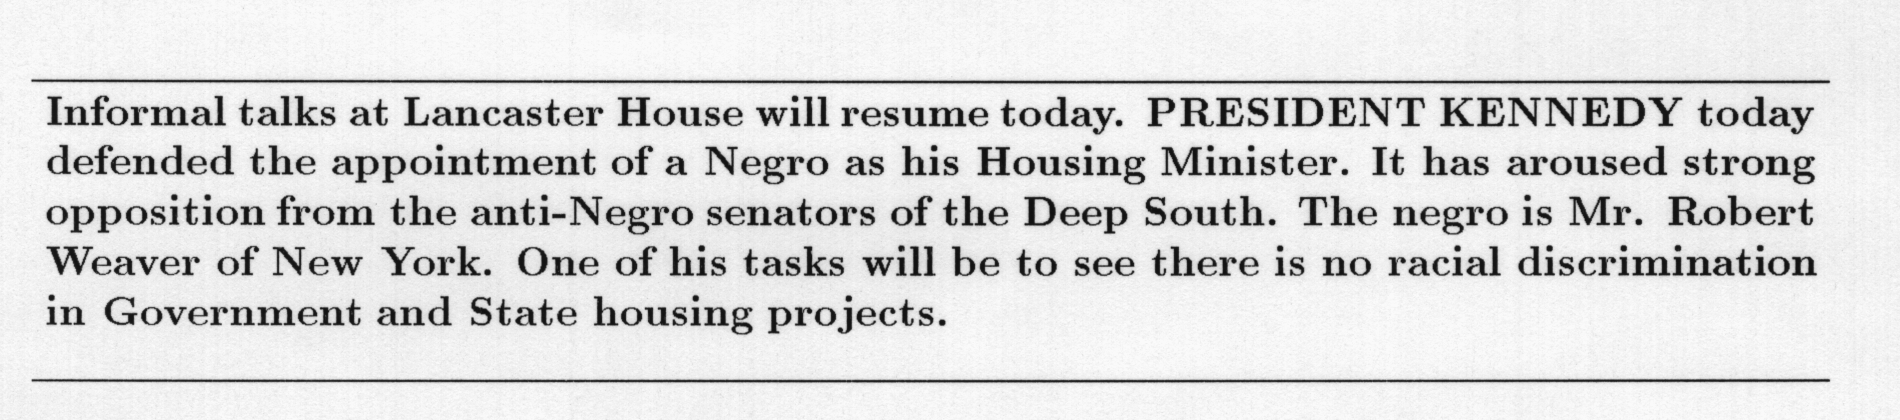 Informal talks at Lancaster House will resume today. PRESIDENT KENNEDY today
defended the appointment of a Negro as his Housing Minister. It has aroused strong
opposition from the anti-Negro senators of the Deep South. The negro is Mr. Robert
Weaver of New York. One of his tasks will be to see there is no racial discrimination
in Government and State housing projects.